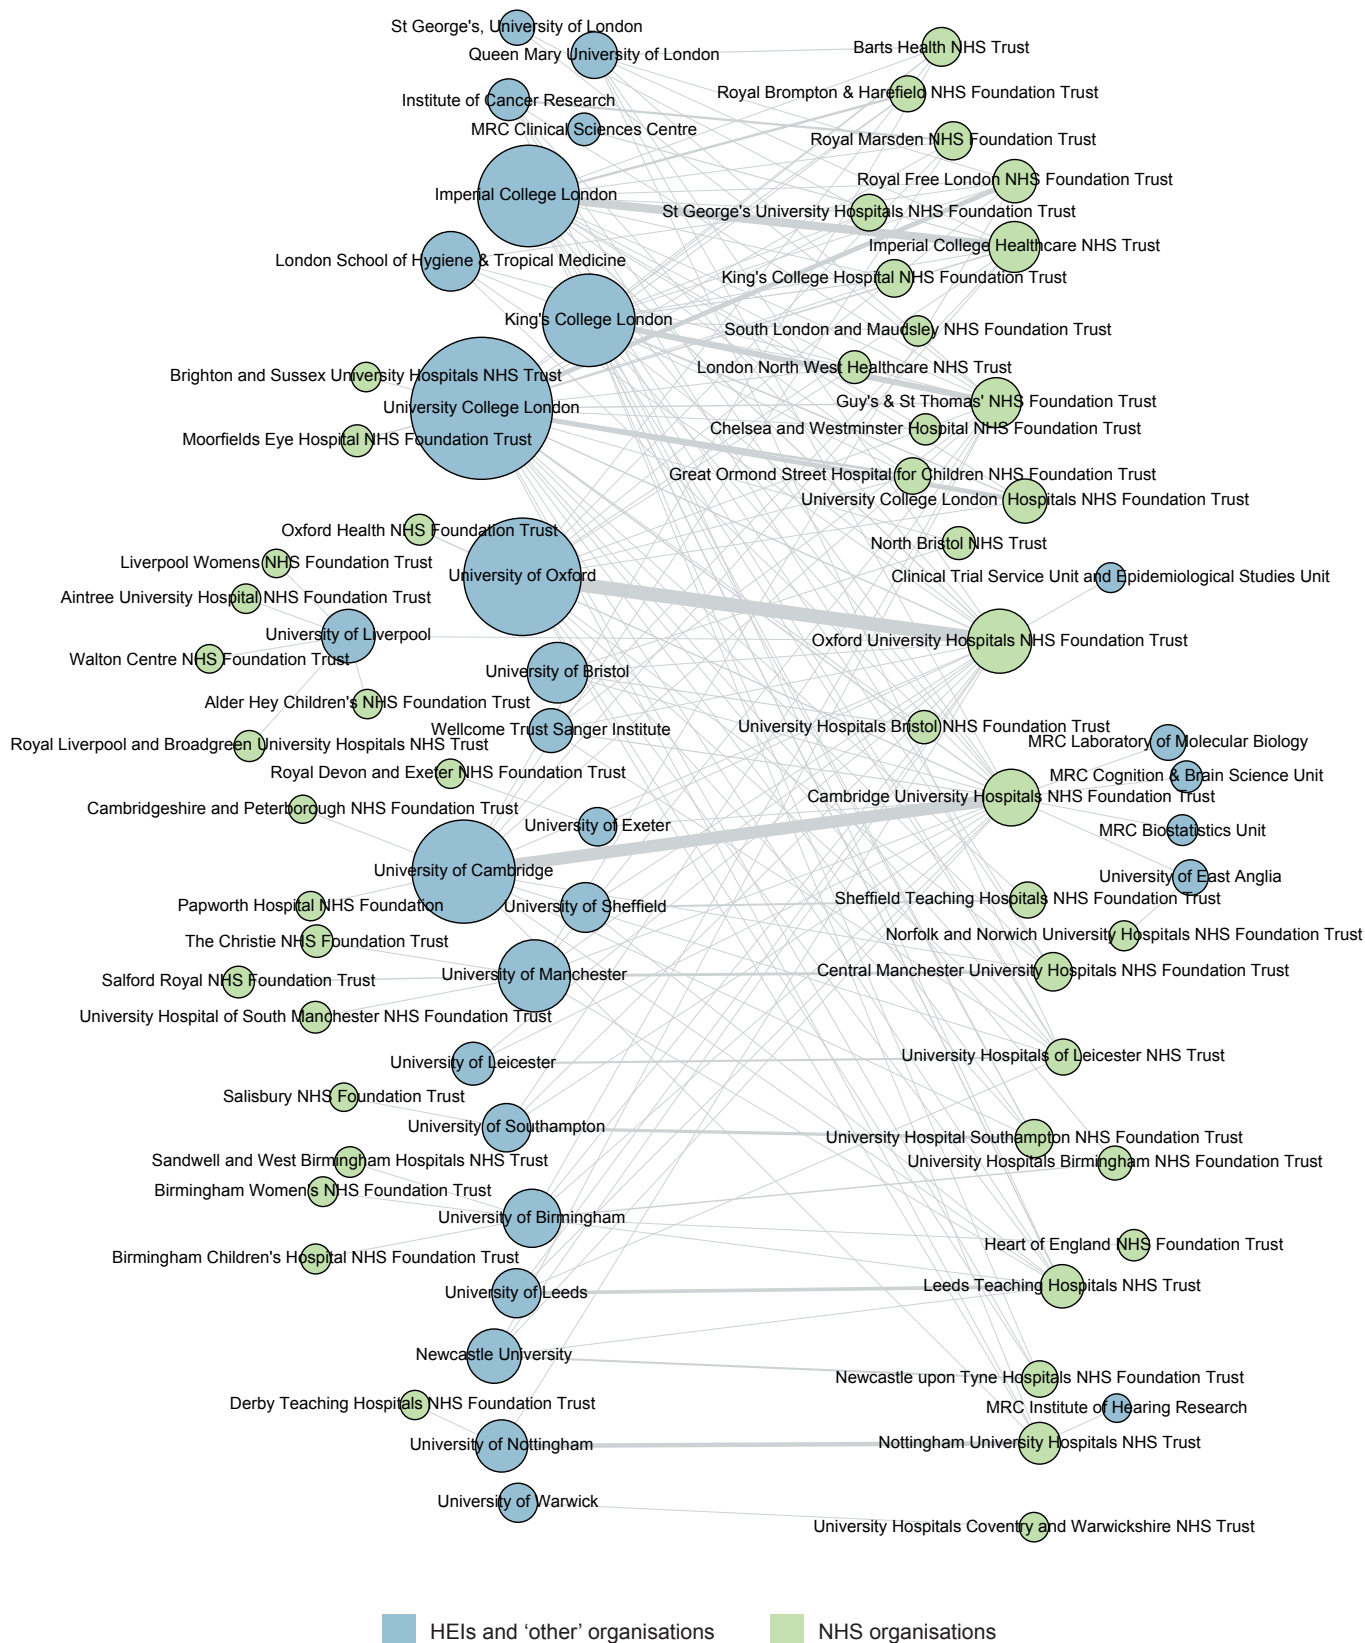 St George's, University of London
Queen Mary University of London
Barts Health NHS Trust
Royal Brompton & Harefield NHS Foundation Trust
Institute of Cancer Research
MRC Clinical Sciences Centre
Royal Marsden NHS Foundation Trust
Royal Free London NHS Foundation Trust
Imperial College London
St George's University Hospitals NHS Foundation Trust
Imperial College Healthcare NHS Trust
London School of Hygiene & Tropical Medicine
King's College Hospital NHS Foundation Trust
King's College London
South London and Maudsley NHS Foundation Trust
London North West Healthcare NHS Trust
Brighton and Sussex University Hospitals NHS Trust
University College London
Guy's & St Thomas' NHS Foundation Trust
Chelsea and Westminster Hospital NHS Foundation Trust
Moorfields Eye Hospital NHS Foundation Trust
Great Ormond Street Hospital for Children NHS Foundation Trust
University College London Hospitals NHS Foundation Trust
Oxford Health NHS Foundation Trust
North Bristol NHS Trust
Liverpool Womens NHS Foundation Trust
University of Oxford
Clinical Trial Service Unit and Epidemiological Studies Unit
Aintree University Hospital NHS Foundation Trust
University of Liverpool
Oxford University Hospitals NHS Foundation Trust
Walton Centre NHS Foundation Trust
University of Bristol
Alder Hey Children's NHS Foundation Trust
Wellcome Trust Sanger Institute
University Hospitals Bristol NHS Foundation Trust
MRC Laboratory of Molecular Biology
Royal Liverpool and Broadgreen University Hospitals NHS Trust
Royal Devon and Exeter NHS Foundation Trust
MRC Cognition & Brain Science Unit
Cambridge University Hospitals NHS Foundation Trust
Cambridgeshire and Peterborough NHS Foundation Trust
University of Exeter
MRC Biostatistics Unit
University of Cambridge
University of East Anglia
Papworth Hospital NHS Foundation
University of Sheffield
Sheffield Teaching Hospitals NHS Foundation Trust
Norfolk and Norwich University Hospitals NHS Foundation Trust
The Christie NHS Foundation Trust
University of Manchester
Central Manchester University Hospitals NHS Foundation Trust
Salford Royal NHS Foundation Trust
University Hospital of South Manchester NHS Foundation Trust
University of Leicester
University Hospitals of Leicester NHS Trust
Salisbury NHS Foundation Trust
University of Southampton
University Hospital Southampton NHS Foundation Trust
Sandwell and West Birmingham Hospitals NHS Trust
University Hospitals Birmingham NHS Foundation Trust
Birmingham Women's NHS Foundation Trust
University of Birmingham
Heart of England NHS Foundation Trust
Birmingham Children's Hospital NHS Foundation Trust
University of Leeds
Leeds Teaching Hospitals NHS Trust
Newcastle University
Newcastle upon Tyne Hospitals NHS Foundation Trust
Derby Teaching Hospitals NHS Foundation Trust
MRC Institute of Hearing Research
University of Nottingham
Nottingham University Hospitals NHS Trust
University of Warwick
University Hospitals Coventry and Warwickshire NHS Trust
HEIs and ‘other’ organisations
NHS organisations